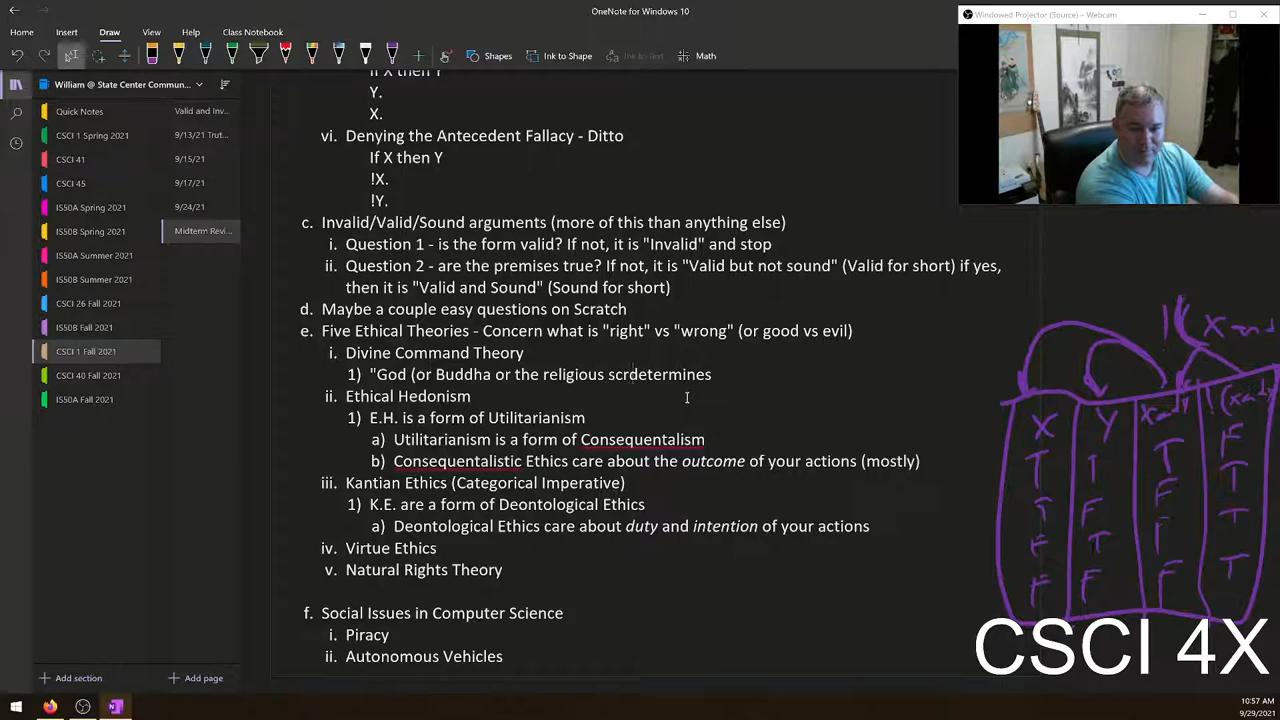 OneNote for Windows 10
Windowed Projector (Source) - Webcam
Home Insert Draw View Help Class Notebook
Shapes Ink to Shape Ink to Text Math
William @ State Center Commun...
Quick Notes
CSCI 1 Spring 2021
CSCI 41
CSCI 45
IS50A Spring 2021
IS50B Spring 2021
IS50A Summer 2021
IS50B Summer 2021
CSCI 26 Fall 2021
IS50B Fall 2021
CSCI 1 Fall 2021
CSCI 40 Fall 2021
IS50A Fall 2021
Add section
Valid and Inv...
9/13/21 Trut...
9/15/21
9/17/21
9/24/21
Midterm Revi...
Add page
If X then Y
Y.
X.
vi. Denying the Antecedent Fallacy - Ditto
If X then Y
!X.
!Y.
c. Invalid/Valid/Sound arguments (more of this than anything else)
i. Question 1 - is the form valid? If not, it is "Invalid" and stop
ii. Question 2 - are the premises true? If not, it is "Valid but not sound" (Valid for short) if yes,
then it is "Valid and Sound" (Sound for short)
d. Maybe a couple easy questions on Scratch
e. Five Ethical Theories - Concern what is "right" vs "wrong" (or good vs evil)
i. Divine Command Theory
1) "God (or Buddha or the religious scrdetermines
ii. Ethical Hedonism
1) E.H. is a form of Utilitarianism
a) Utilitarianism is a form of Consequentalism
b) Consequentalistic Ethics care about the outcome of your actions (mostly)
iii. Kantian Ethics (Categorical Imperative)
1) K.E. are a form of Deontological Ethics
a) Deontological Ethics care about duty and intention of your actions
iv. Virtue Ethics
v. Natural Rights Theory
f. Social Issues in Computer Science
i. Piracy
ii. Autonomous Vehicles
X Y
T T T F
F F T
F T T
F F F T
CSCI 4X
10:57 AM
9/29/2021